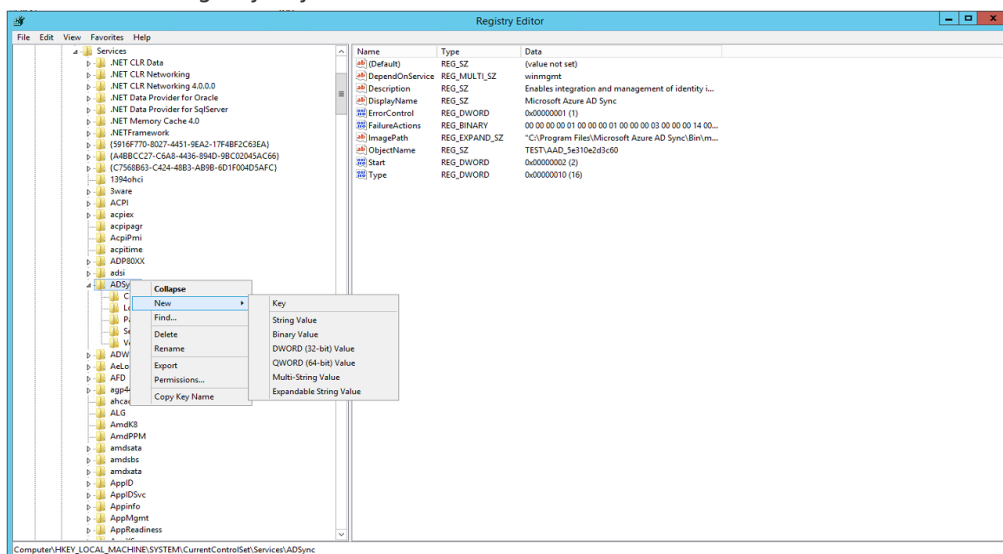 Registry Editor
File Edit View Favorites Help
Services
.NET CLR Data
.NET CLR Networking
.NET CLR Networking 4.0.0.0
.NET Data Provider for Oracle
.NET Data Provider for SqlServer
.NET Memory Cache 4.0
.NETFramework
{5916F770-8027-4451-9EA2-17F4BF2C63EA}
{A4BBCC27-C6A8-4436-894D-9BC02045AC66}
{C7568B63-C424-48B3-AB9B-6D1F004D5AFC}
1394ohci
3ware
ACPI
acpiex
acpipagr
AcpiPmi
acpitime
ADP80XX
adsi
ADSy
ADW
AeLo
AFD
agp4
ahca
ALG
AmdK8
AmdPPM
amdsata
amdsbs
amdxata
AppID
AppIDSvc
Appinfo
AppMgmt
AppReadiness
Collapse
New
Find...
Delete
Rename
Export
Permissions...
Copy Key Name
Key
String Value
Binary Value
DWORD (32-bit) Value
QWORD (64-bit) Value
Multi-String Value
Expandable String Value
Name Type Data
(Default) REG_SZ (value not set)
DependOnService REG_MULTI_SZ winmgmt
Description REG_SZ Enables integration and management of identity i...
DisplayName REG_SZ Microsoft Azure AD Sync
ErrorControl REG_DWORD 0x00000001 (1)
FailureActions REG_BINARY 00 00 00 00 01 00 00 00 01 00 00 00 03 00 00 00 14 00...
ImagePath REG_EXPAND_SZ "C:\Program Files\Microsoft Azure AD Sync\Bin\m...
ObjectName REG_SZ TEST\AAD_5e310e2d3c60
Start REG_DWORD 0x00000002 (2)
Type REG_DWORD 0x00000010 (16)
Computer\HKEY_LOCAL_MACHINE\SYSTEM\CurrentControlSet\Services\ADSync